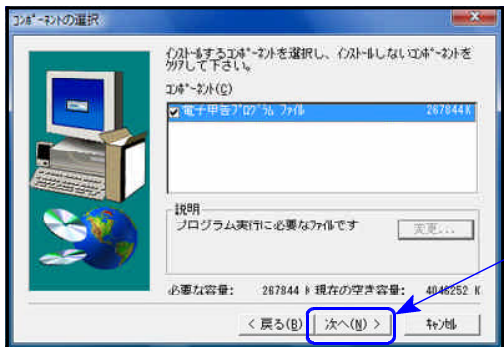 ｺﾝﾎﾟｰﾈﾝﾄの選択
ｲﾝｽﾄｰﾙするｺﾝﾎﾟｰﾈﾝﾄを選択し、ｲﾝｽﾄｰﾙしないｺﾝﾎﾟｰﾈﾝﾄを
ｸﾘｱして下さい。
ｺﾝﾎﾟｰﾈﾝﾄ(C)
電子申告ﾌﾟﾛｸﾞﾗﾑ ﾌｧｲﾙ 267844K
説明
プログラム実行に必要なﾌｧｲﾙです
変更...
必要な容量: 267844 K 現在の空き容量: 4046252 K
< 戻る(B) 次へ(N) > ｷｬﾝｾﾙ